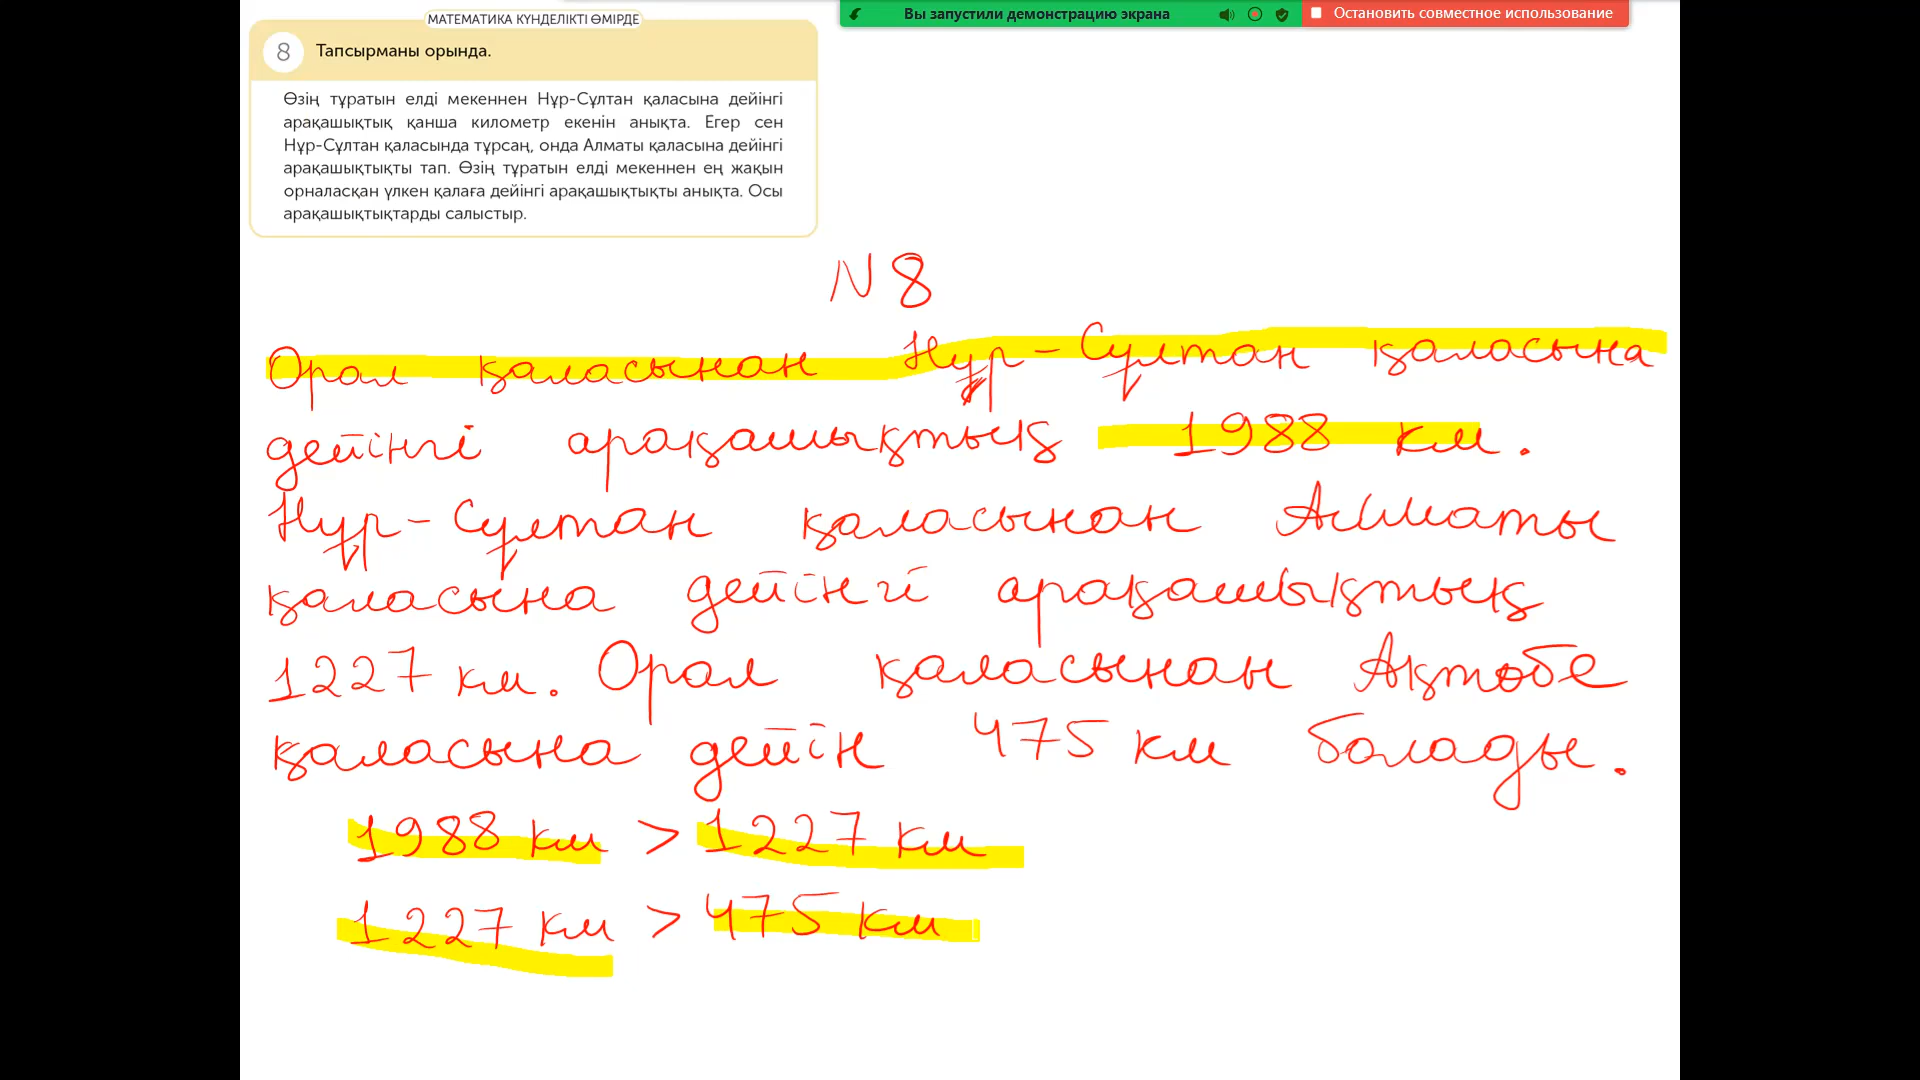 МАТЕМАТИКА КҮНДЕЛІКТІ ӨМІРДЕ
Вы запустили демонстрацию экрана
Остановить совместное использование
8 Тапсырманы орында.
Өзің тұратын елді мекеннен Нұр-Сұлтан қаласына дейінгі
арақашықтық қанша километр екенін анықта. Егер сен
Нұр-Сұлтан қаласында тұрсаң, онда Алматы қаласына дейінгі
арақашықтықты тап. Өзің тұратын елді мекеннен ең жақын
орналасқан үлкен қалаға дейінгі арақашықтықты анықта. Осы
арақашықтықтарды салыстыр.
N 8
Орал қаласынан Нұр-Сұлтан қаласына
дейінгі арақашықтық 1988 км.
Нұр-Сұлтан қаласынан Алматы
қаласына дейінгі арақашықтық
1227 км. Орал қаласынан Ақтөбе
қаласына дейін 475 км болады.
1988 км > 1227 км
1227 км > 475 км